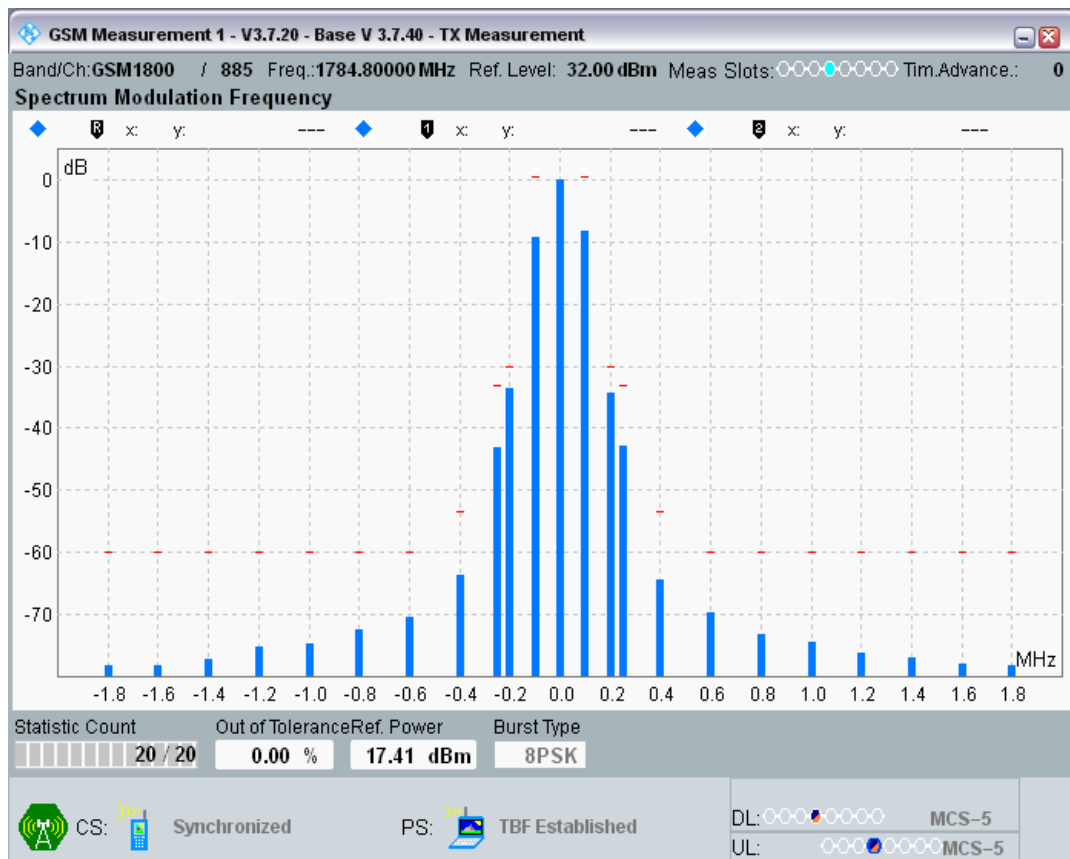 GSM Measurement 1 - V3.7.20 - Base V 3.7.40 - TX Measurement
Band/Ch:GSM1800 / 885 Freq.:1784.80000 MHz Ref. Level: 32.00 dBm Meas Slots: Tim.Advance.: 0
Spectrum Modulation Frequency
R x: y: --- 1 x: y: --- 2 x: y: ---
dB
0
-10
-20
-30
-40
-50
-60
-70
MHz
-1.8 -1.6 -1.4 -1.2 -1.0 -0.8 -0.6 -0.4 -0.2 0.0 0.2 0.4 0.6 0.8 1.0 1.2 1.4 1.6 1.8
Statistic Count Out of Tolerance Ref. Power Burst Type
20 / 20 0.00 % 17.41 dBm 8PSK
CS: Synchronized PS: TBF Established
DL: MCS-5
UL: MCS-5